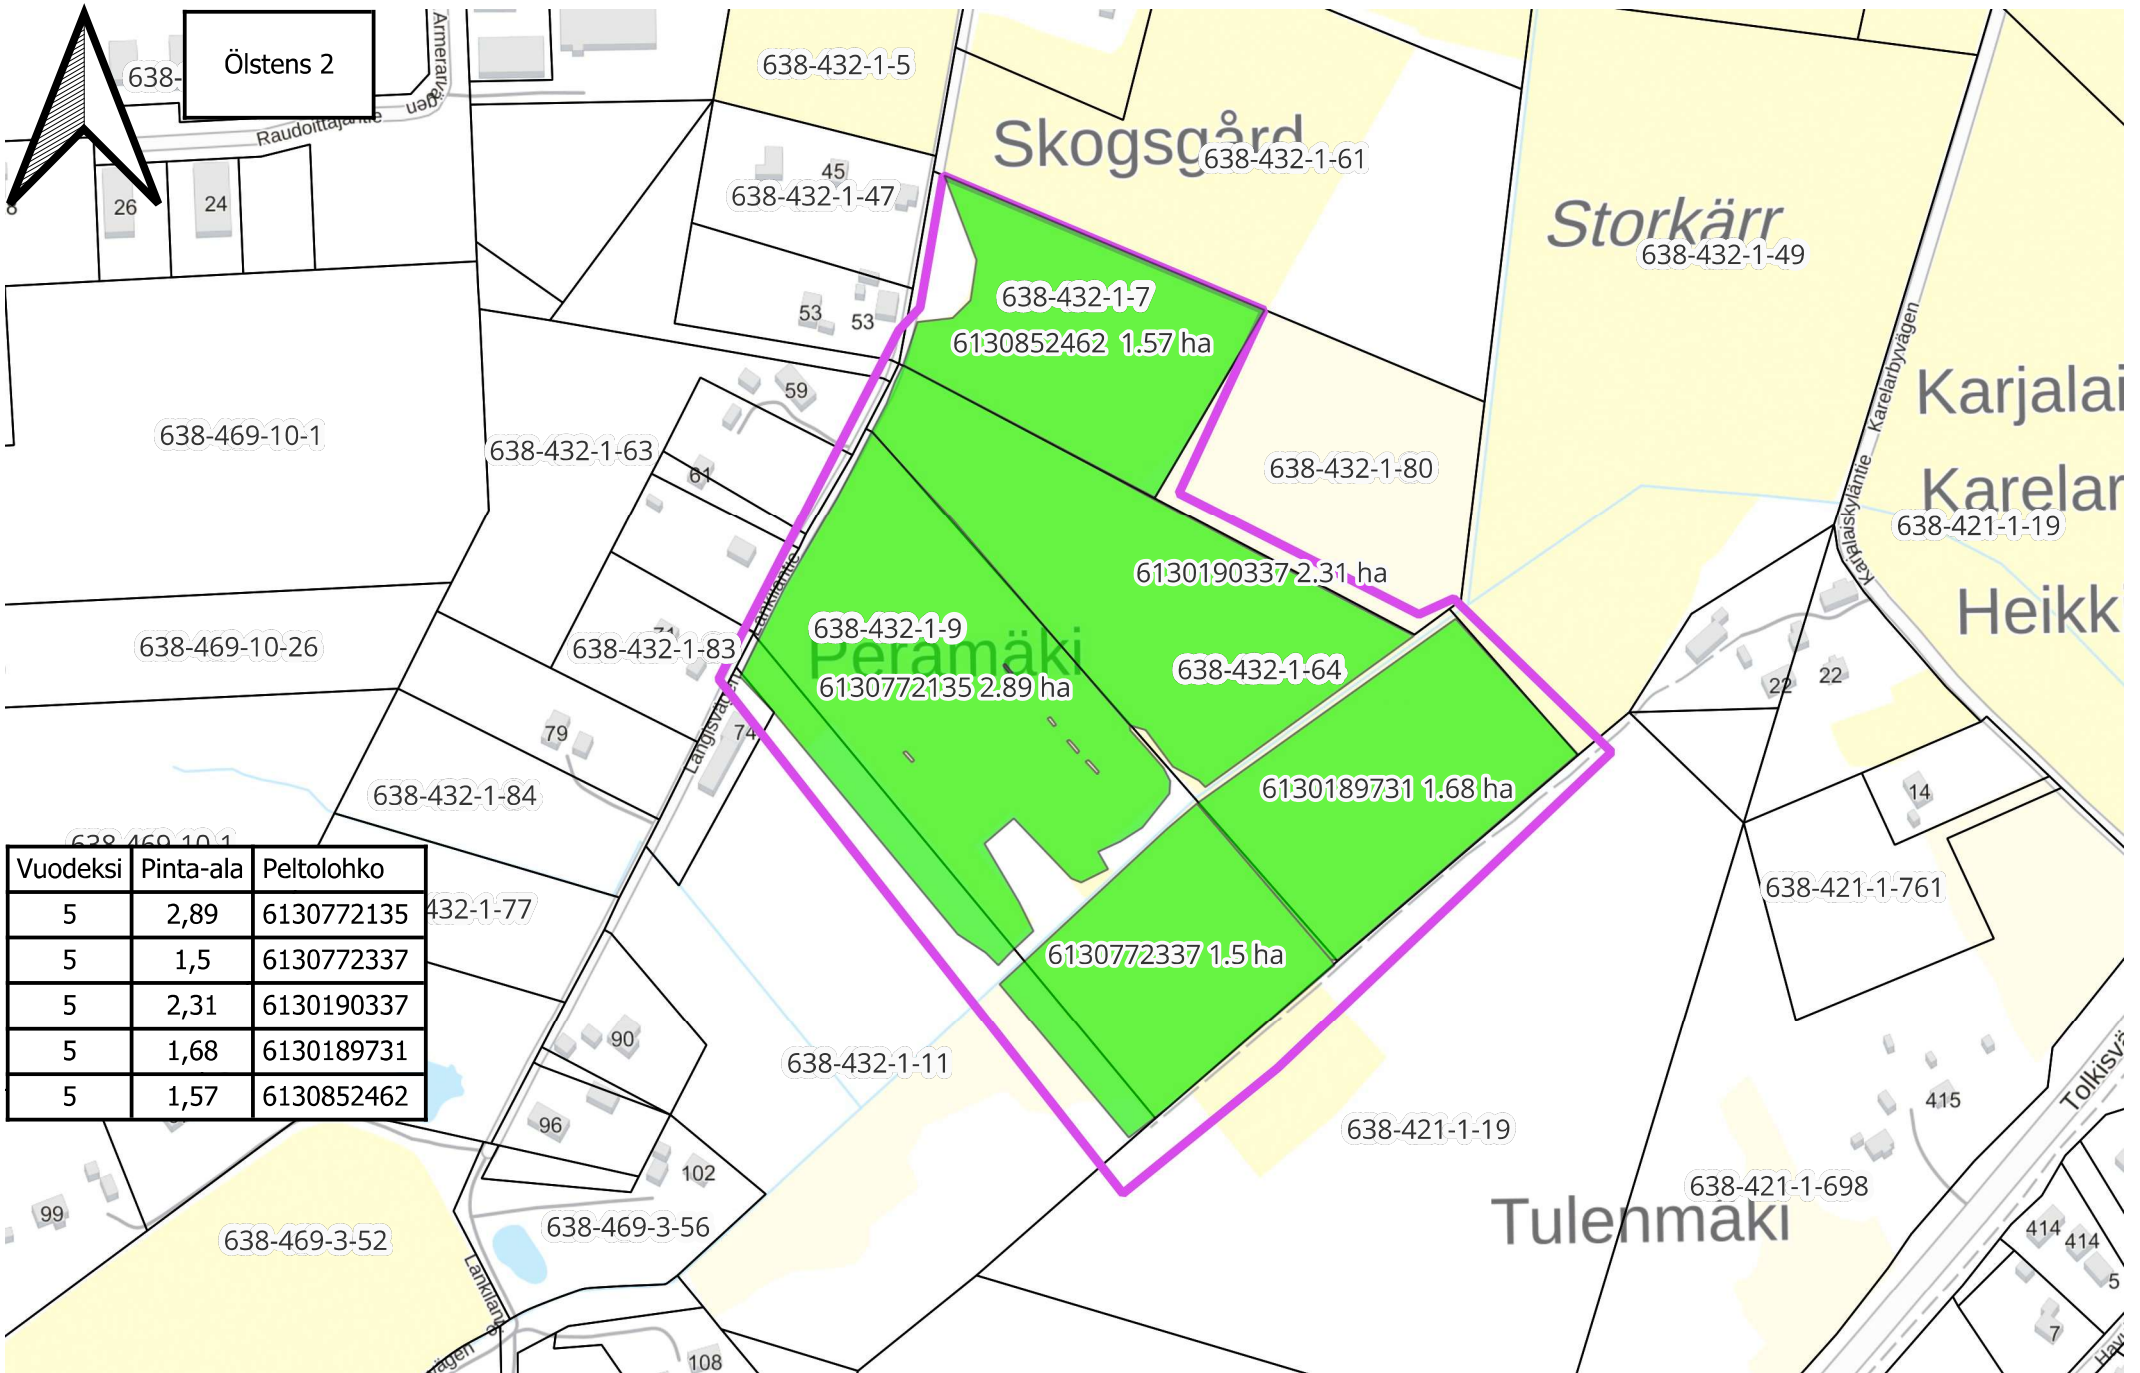 Ölstens 2
638-
Armerarvägen
Raudoittajantie
638-432-1-5
Skogsgård
638-432-1-61
45
638-432-1-47
26
24
8
Storkärr
638-432-1-49
638-432-1-7
6130852462 1.57 ha
53
53
59
Karelarbyvägen
Karjalaiskyläntie
Karjalai
638-469-10-1
638-432-1-63
61
638-432-1-80
Karelar
638-421-1-19
6130190337 2.31 ha
Lankilantie
Heikk
638-469-10-26
638-432-1-83
638-432-1-9
Peramäki
6130772135 2.89 ha
638-432-1-64
22
22
79
74
Långisvägen
638-432-1-84
6130189731 1.68 ha
14
638-469-10-1
638-421-1-761
Vuodeksi Pinta-ala Peltolohko
5 2,89 6130772135
5 1,5 6130772337
5 2,31 6130190337
5 1,68 6130189731
5 1,57 6130852462
432-1-77
6130772337 1.5 ha
90
638-432-1-11
96
638-421-1-19
415
Tolkisvä
102
638-421-1-698
99
638-469-3-52
638-469-3-56
Tulenmäki
414
414
5
7
108